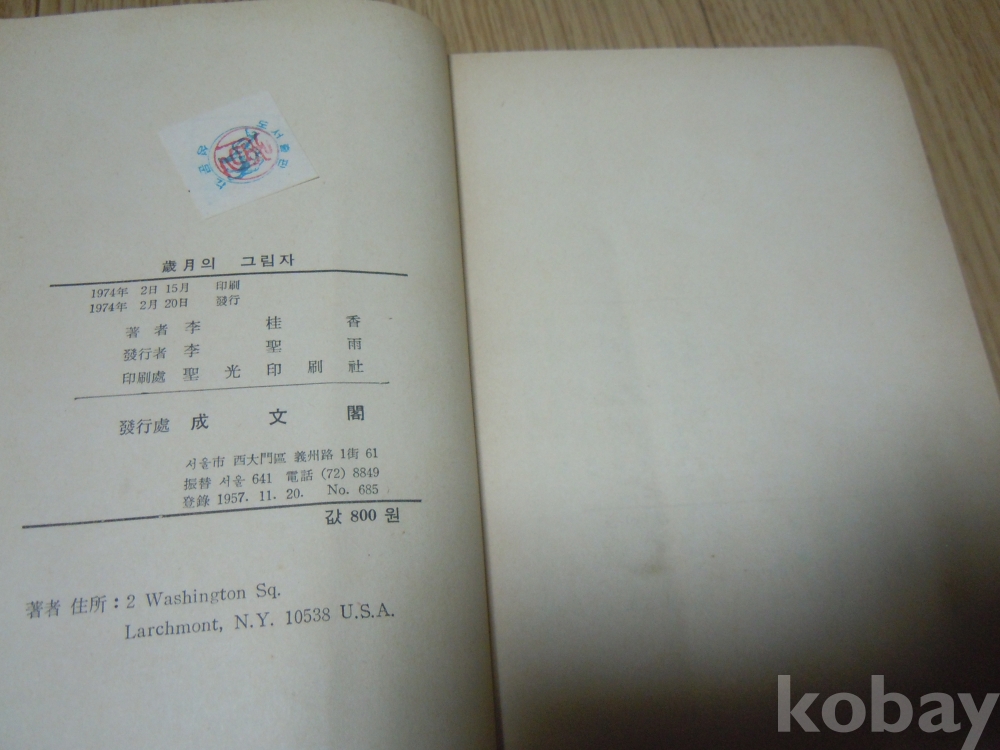 歲月의 그림자
1974年 2日 15月 印刷
1974年 2月 20日 發行
著者 李桂香
發行者 李聖雨
印刷處 聖光印刷社
發行處 成文閣
서울市 西大門區 義州路 1街 61
振替 서울 641 電話 (72) 8849
登錄 1957. 11. 20. No. 685
값 800 원
著者 住所 : 2 Washington Sq.
Larchmont, N.Y. 10538 U.S.A.
kobay